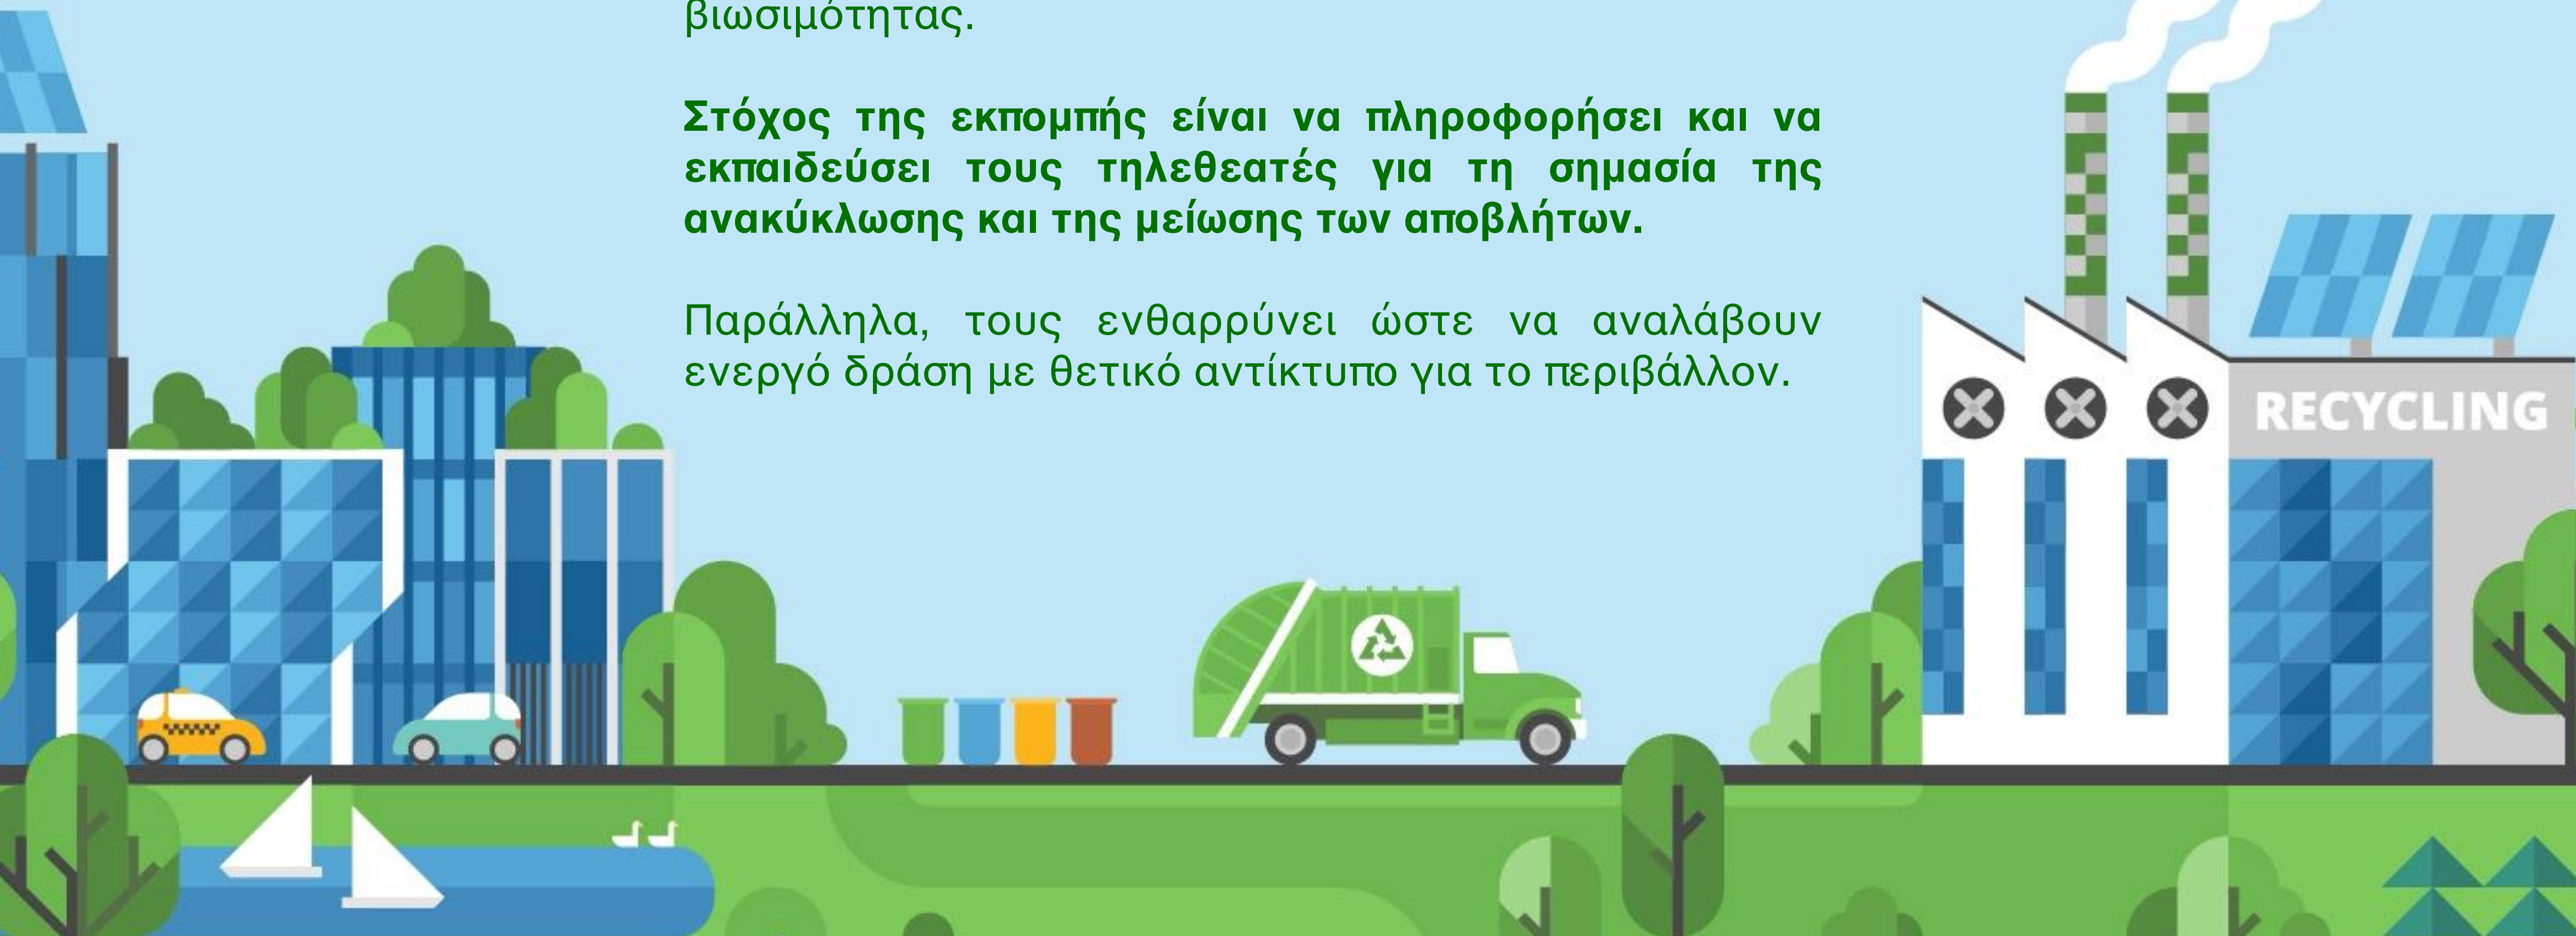 βιωσιμότητας.
Στόχος της εκπομπής είναι να πληροφορήσει και να
εκπαιδεύσει τους τηλεθεατές για τη σημασία της
ανακύκλωσης και της μείωσης των αποβλήτων.
Παράλληλα, τους ενθαρρύνει ώστε να αναλάβουν
ενεργό δράση με θετικό αντίκτυπο για το περιβάλλον.
RECYCLING